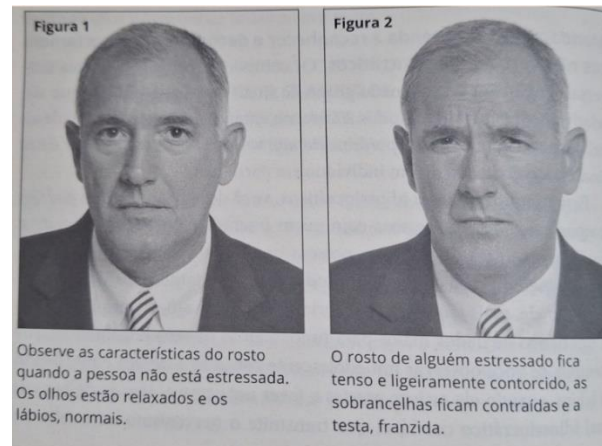 Figura 1
Observe as características do rosto
quando a pessoa não está estressada.
Os olhos estão relaxados e os
lábios, normais.
Figura 2
O rosto de alguém estressado fica
tenso e ligeiramente contorcido, as
sobrancelhas ficam contraídas e a
testa, franzida.